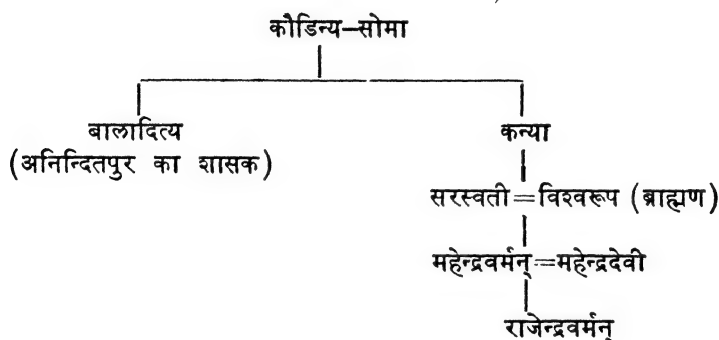 कौडिन्य—सोमा
बालादित्य कन्या
(अनिन्दितपुर का शासक)
सरस्वती=विश्वरूप (ब्राह्मण)
महेन्द्रवर्मन्=महेन्द्रदेवी
राजेन्द्रवर्मन्